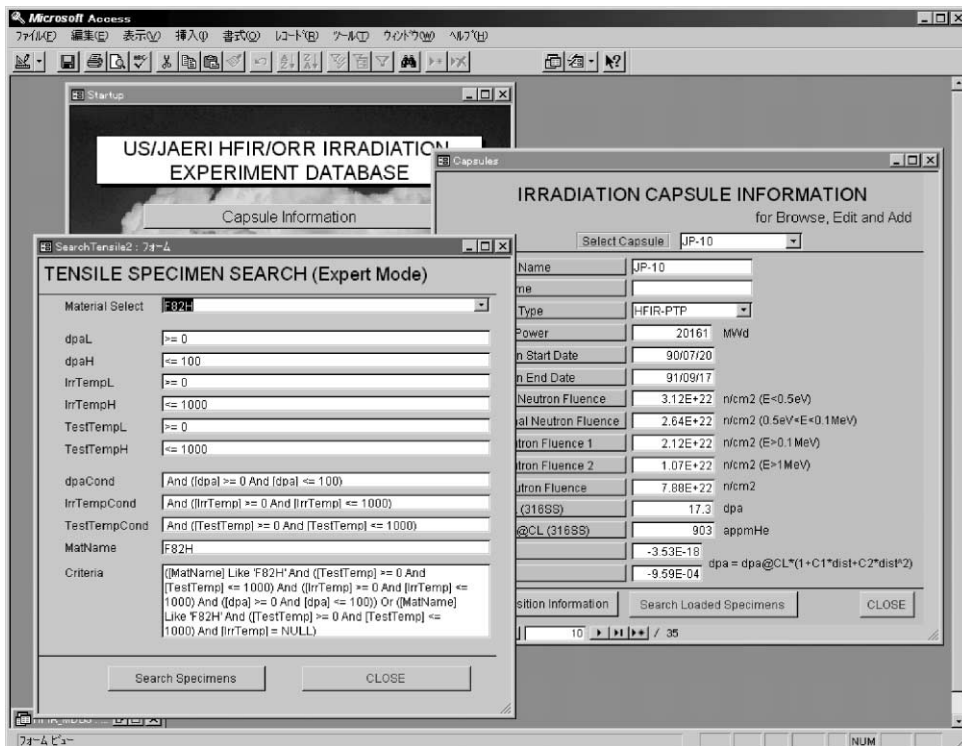 Microsoft Access
ファイル(F) 編集(E) 表示(V) 挿入(I) 書式(O) レコード(R) ツール(T) ウィンドウ(W) ヘルプ(H)
Startup
US/JAERI HFIR/ORR IRRADIATION
EXPERIMENT DATABASE
Capsule Information
Capsules
IRRADIATION CAPSULE INFORMATION
for Browse, Edit and Add
Select Capsule JP-10
Name JP-10
Type HFIR-PTP
Power 20161 MWd
Start Date 90/07/20
End Date 91/09/17
Neutron Fluence 3.12E+22 n/cm2 (E<0.5eV)
al Neutron Fluence 2.64E+22 n/cm2 (0.5eV<E<0.1MeV)
tron Fluence 1 2.12E+22 n/cm2 (E>0.1MeV)
tron Fluence 2 1.07E+22 n/cm2 (E>1MeV)
utron Fluence 7.88E+22 n/cm2
(316SS) 17.3 dpa
@CL (316SS) 903 appmHe
-3.53E-18
dpa = dpa@CL*(1+C1*dist+C2*dist^2)
-9.59E-04
sition Information Search Loaded Specimens CLOSE
10 / 35
SearchTensile2 : フォーム
TENSILE SPECIMEN SEARCH (Expert Mode)
Material Select F82H
dpaL >= 0
dpaH <= 100
IrrTempL >= 0
IrrTempH <= 1000
TestTempL >= 0
TestTempH <= 1000
dpaCond And ([dpa] >= 0 And [dpa] <= 100)
IrrTempCond And ([IrrTemp] >= 0 And [IrrTemp] <= 1000)
TestTempCond And ([TestTemp] >= 0 And [TestTemp] <= 1000)
MatName F82H
Criteria ([MatName] Like 'F82H' And ([TestTemp] >= 0 And
[TestTemp] <= 1000) And ([IrrTemp] >= 0 And [IrrTemp] <=
1000) And ([dpa] >= 0 And [dpa] <= 100)) Or ([MatName]
Like 'F82H' And ([TestTemp] >= 0 And [TestTemp] <=
1000) And [IrrTemp] = NULL)
Search Specimens CLOSE
フォーム ビュー NUM